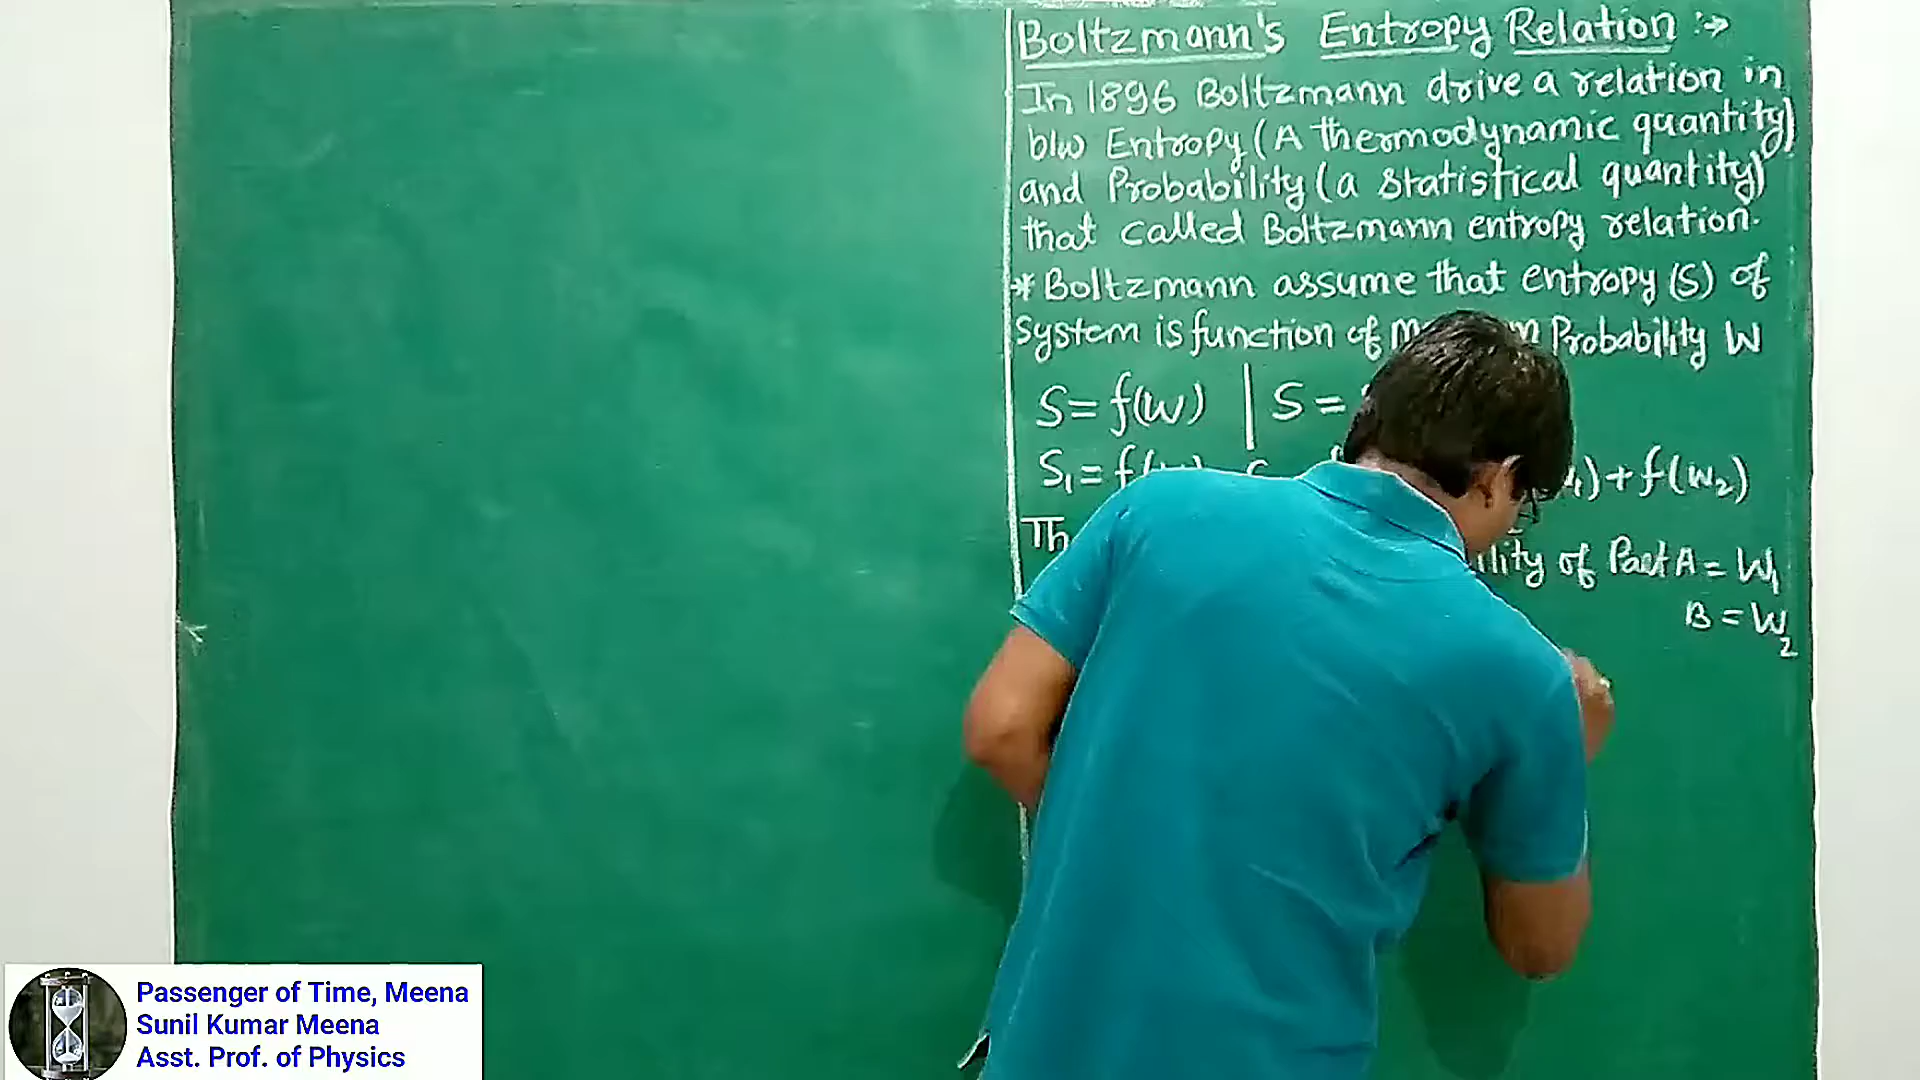 Boltzmann's Entropy Relation :→
In 1896 Boltzmann drive a relation in
b/w Entropy (A thermodynamic quantity)
and Probability (a statistical quantity)
that called Boltzmann entropy relation.
* Boltzmann assume that entropy (S) of
system is function of Probability W
S = f(W) | S =
S₁ = f( ) + f(W₂)
of Part A = W₁
B = W₂
Passenger of Time, Meena
Sunil Kumar Meena
Asst. Prof. of Physics